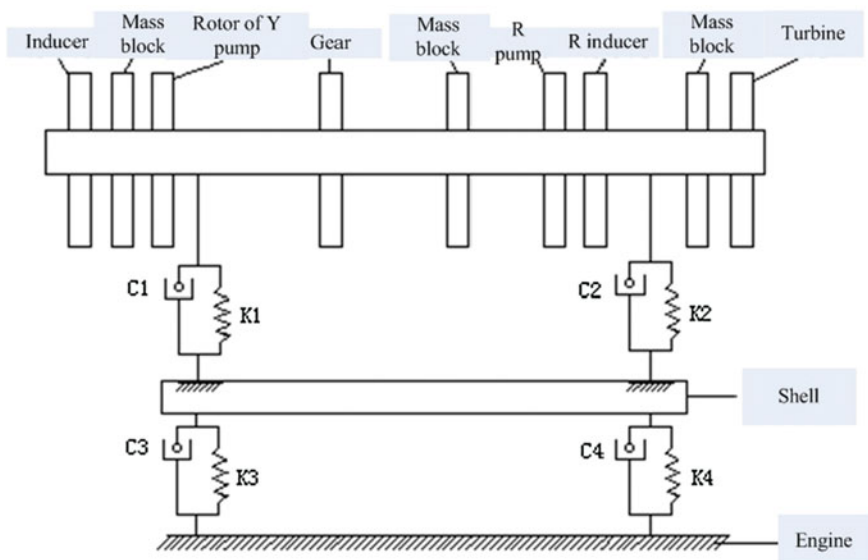 Inducer
Mass
block
Rotor of Y
pump
Gear
Mass
block
R
pump
R inducer
Mass
block
Turbine
C1
K1
C2
K2
Shell
C3
K3
C4
K4
Engine